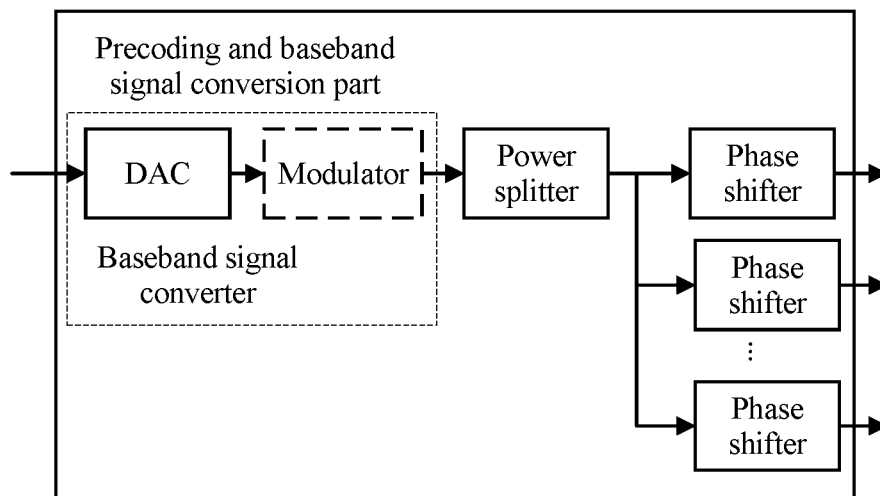 Precoding and baseband
signal conversion part
DAC
Modulator
Power
splitter
Phase
shifter
Baseband signal
converter
Phase
shifter
...
Phase
shifter